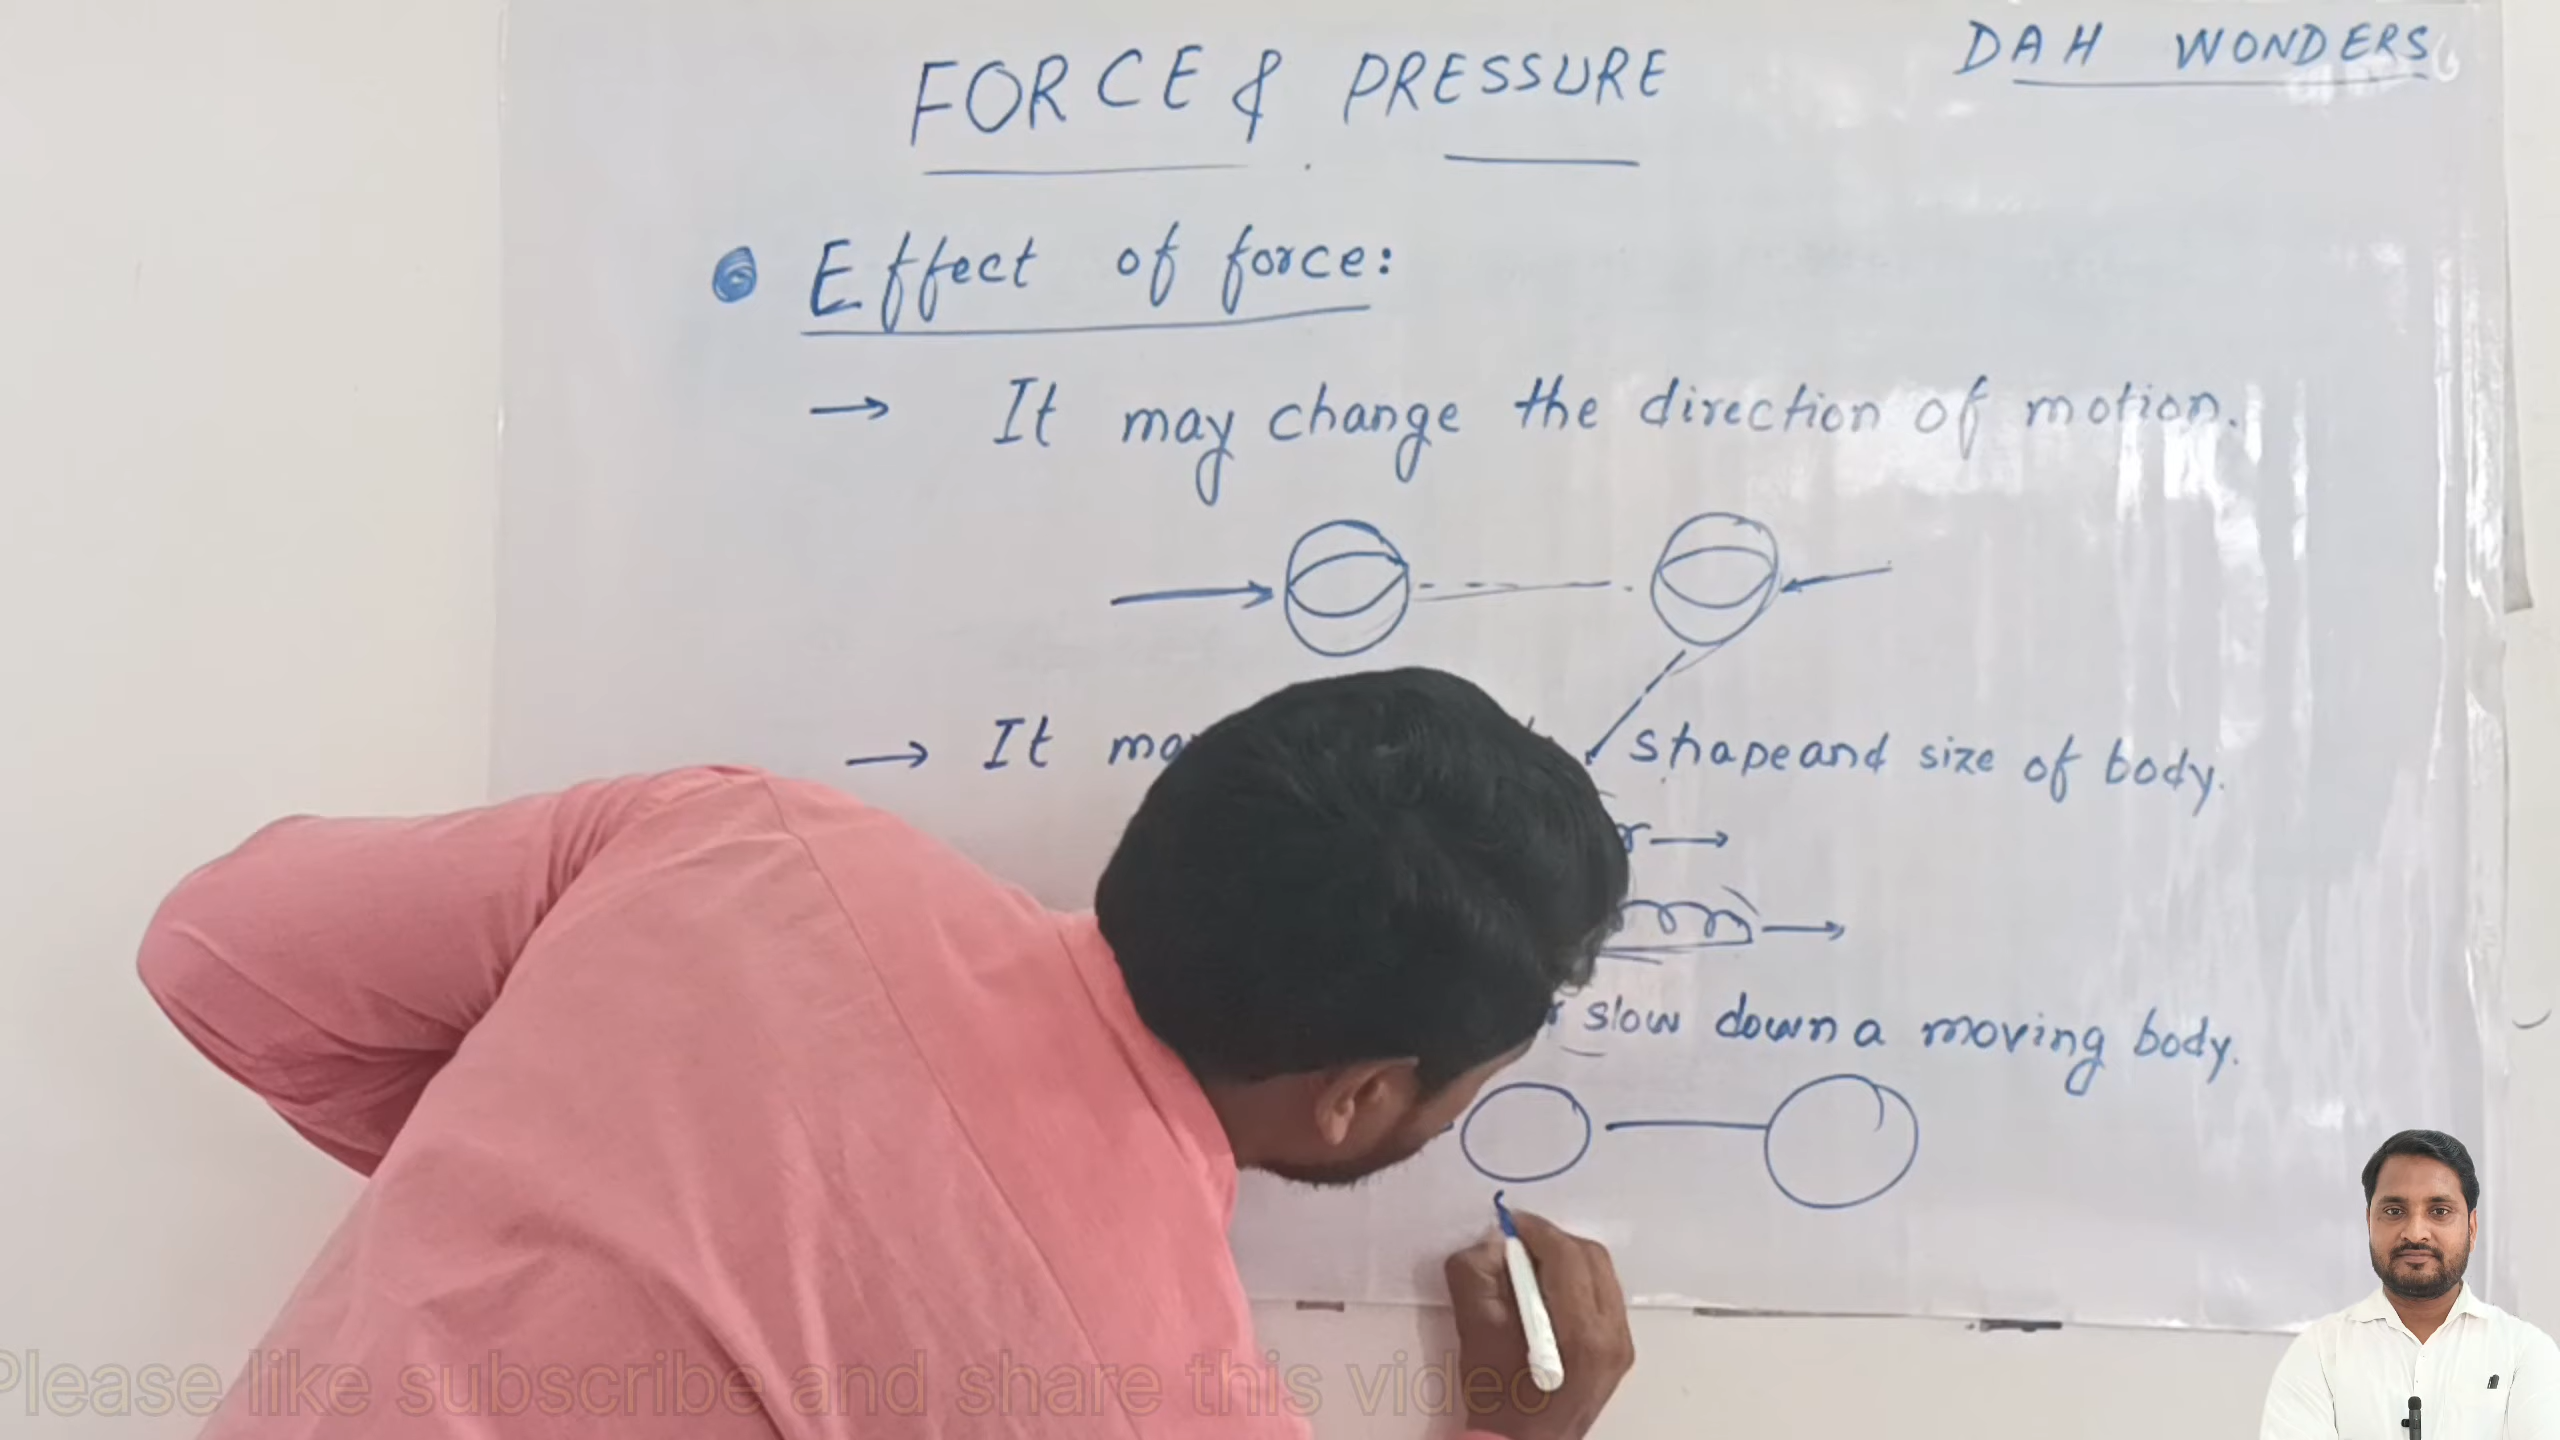 FORCE & PRESSURE
DAH WONDERS
Effect of force:
→ It may change the direction of motion.
→ It shape and size of body.
slow down a moving body.
Please like subscribe and share this video